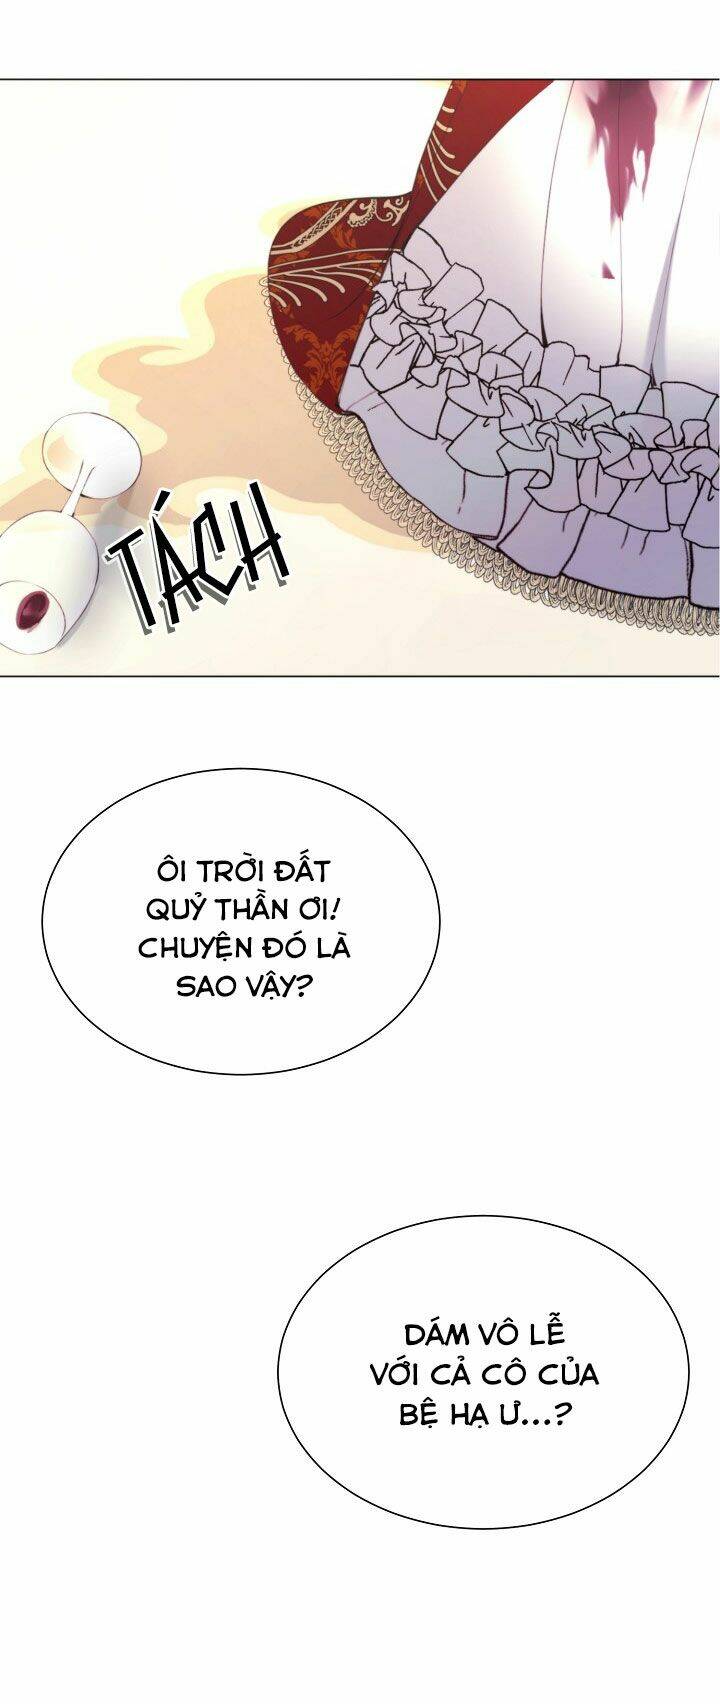 TÁCH
ÔI TRỜI ĐẤT
QUỶ THẦN ƠI!
CHUYỆN ĐÓ LÀ
SAO VẬY?
DÁM VÔ LỄ
VỚI CẢ CÔ CỦA
BỆ HẠ Ư...?